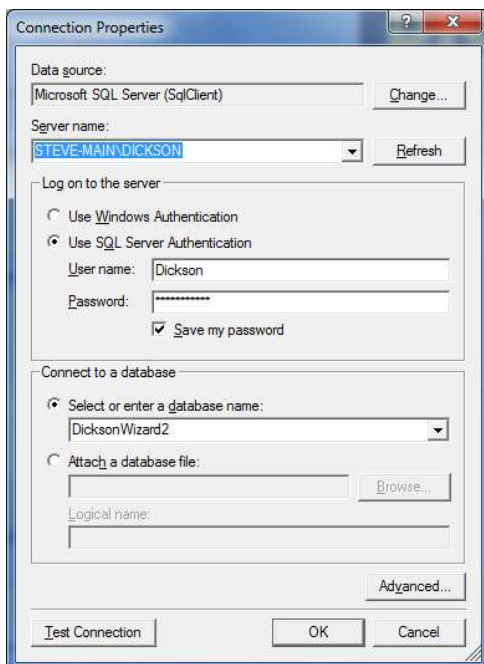 Connection Properties
?
X
Data source:
Microsoft SQL Server (SqlClient)
Change...
Server name:
STEVE-MAIN\DICKSON
Refresh
Log on to the server
Use Windows Authentication
Use SQL Server Authentication
User name:
Dickson
Password:
***********
Save my password
Connect to a database
Select or enter a database name:
DicksonWizard2
Attach a database file:
Browse...
Logical name:
Advanced...
Test Connection
OK
Cancel